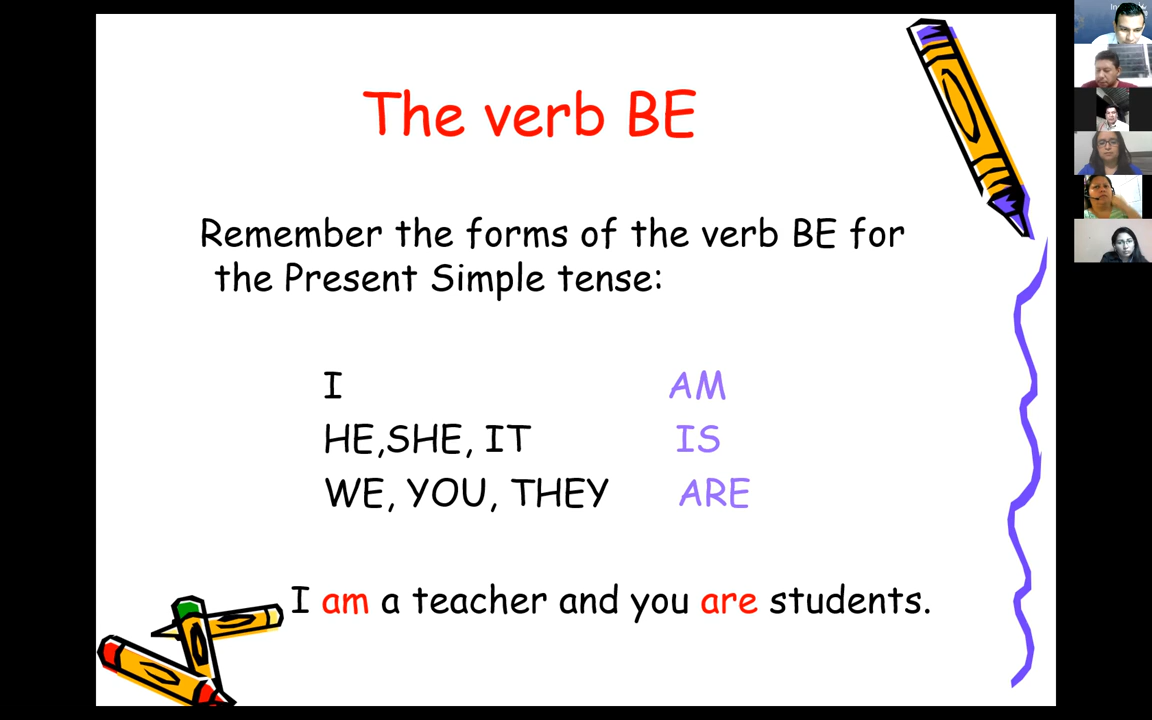 The verb BE
Remember the forms of the verb BE for
the Present Simple tense:
I AM
HE,SHE, IT IS
WE, YOU, THEY ARE
I am a teacher and you are students.